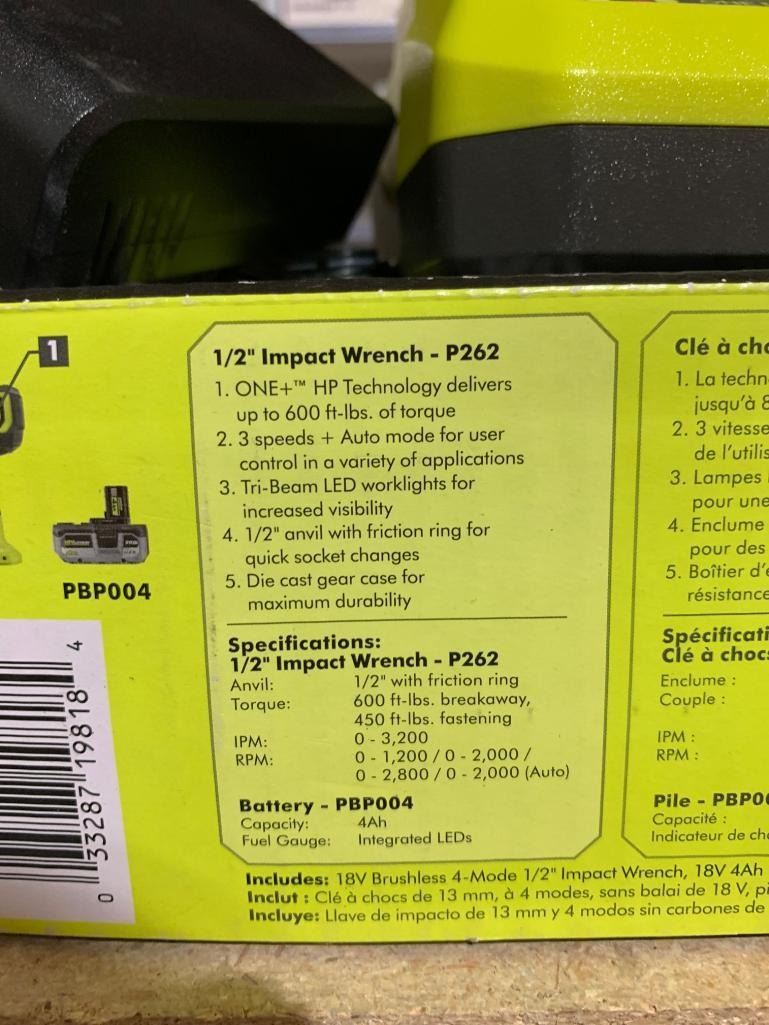 1
PBP004
0 33287 19818 4
1/2" Impact Wrench - P262
1. ONE+™ HP Technology delivers
up to 600 ft-lbs. of torque
2. 3 speeds + Auto mode for user
control in a variety of applications
3. Tri-Beam LED worklights for
increased visibility
4. 1/2" anvil with friction ring for
quick socket changes
5. Die cast gear case for
maximum durability
Specifications:
1/2" Impact Wrench - P262
Anvil: 1/2" with friction ring
Torque: 600 ft-lbs. breakaway,
450 ft-lbs. fastening
IPM: 0 - 3,200
RPM: 0 - 1,200 / 0 - 2,000 /
0 - 2,800 / 0 - 2,000 (Auto)
Battery - PBP004
Capacity: 4Ah
Fuel Gauge: Integrated LEDs
Clé à
1. La
jusqu'à
2. 3 vitesse
de
3. Lampes
pour une
4. Enclume
pour des
5. Boîtier
résistance
Clé à
Enclume :
Couple :
IPM :
RPM :
Pile -
Capacité :
Indicateur de
Includes: 18V Brushless 4-Mode 1/2" Impact Wrench, 18V 4Ah
Inclut : Clé à chocs de 13 mm, à 4 modes, sans balai de 18 V,
Incluye: Llave de impacto de 13 mm y 4 modos sin carbones de